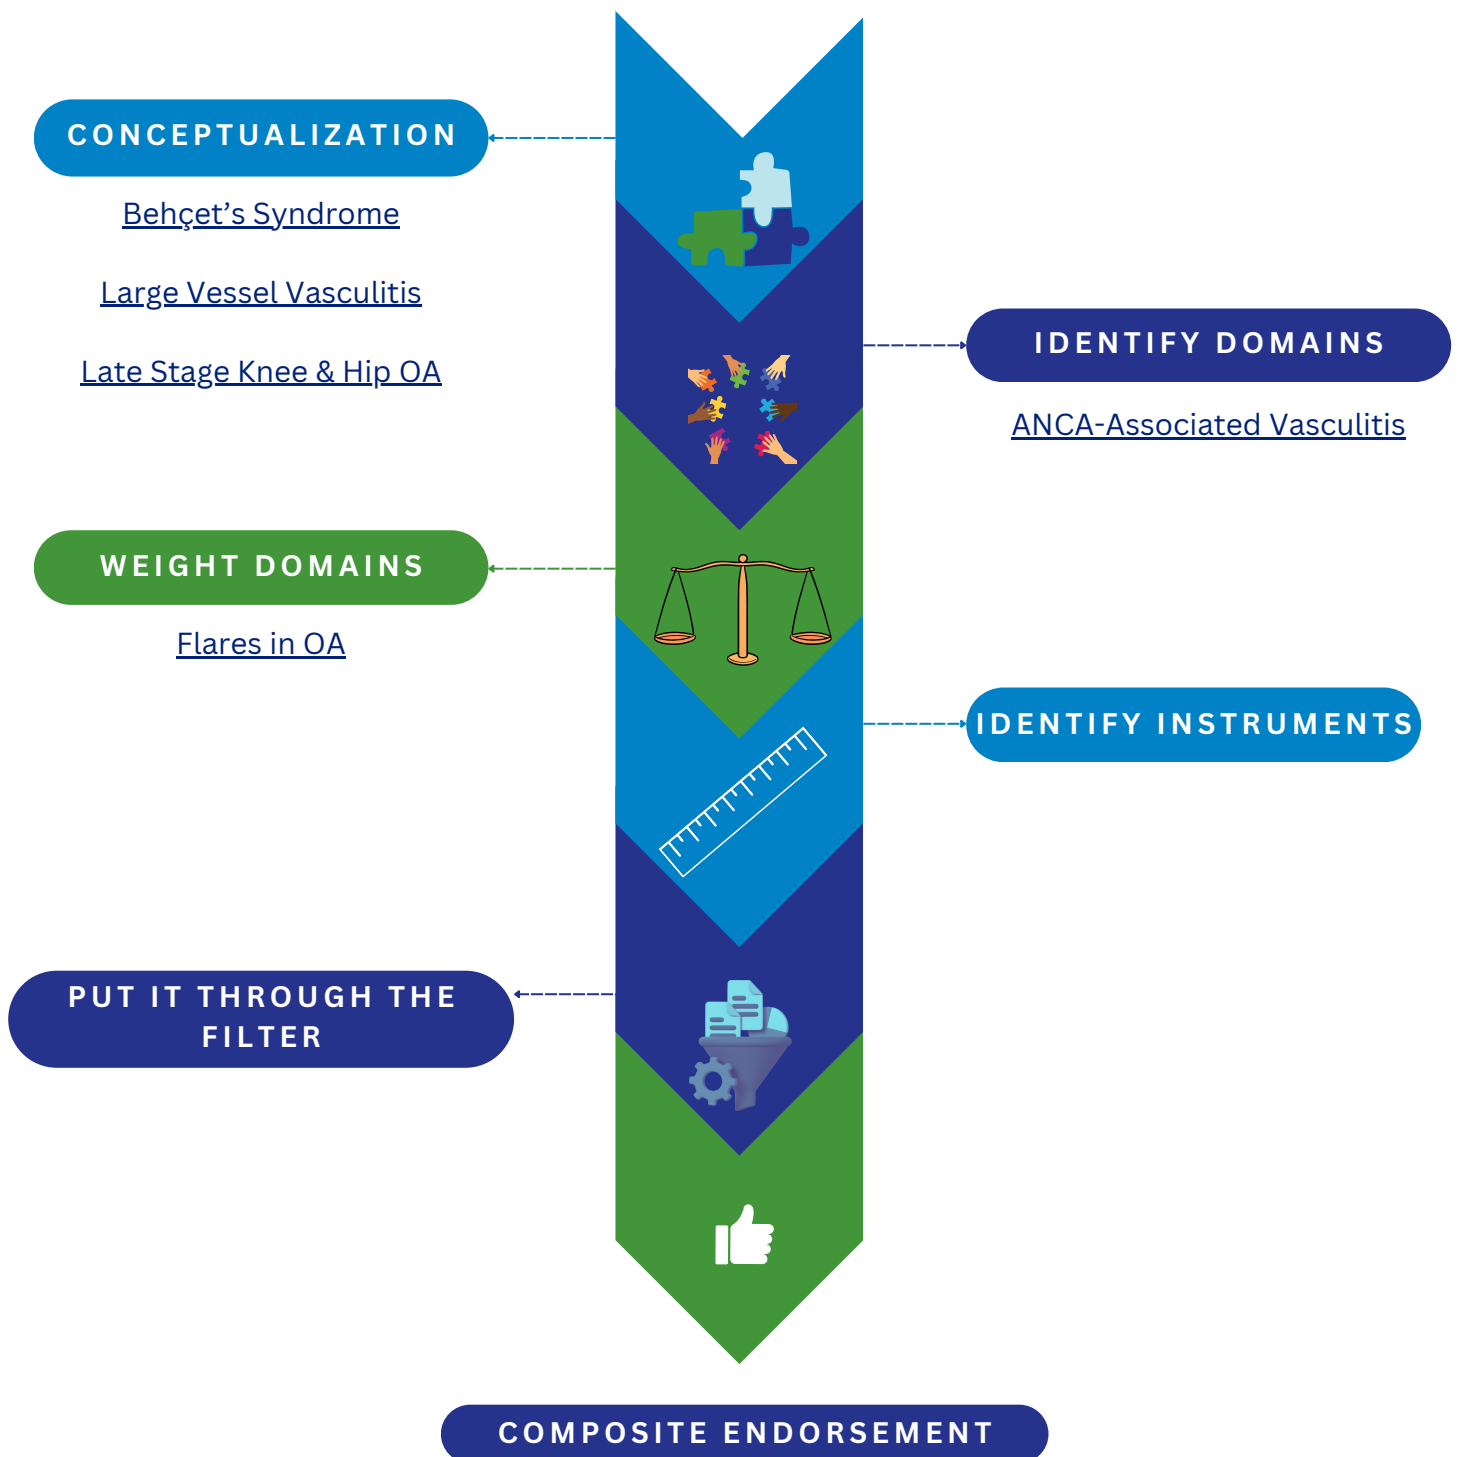 CONCEPTUALIZATION
Behçet’s Syndrome
Large Vessel Vasculitis
Late Stage Knee & Hip OA
IDENTIFY DOMAINS
ANCA-Associated Vasculitis
WEIGHT DOMAINS
Flares in OA
IDENTIFY INSTRUMENTS
PUT IT THROUGH THE
FILTER
COMPOSITE ENDORSEMENT